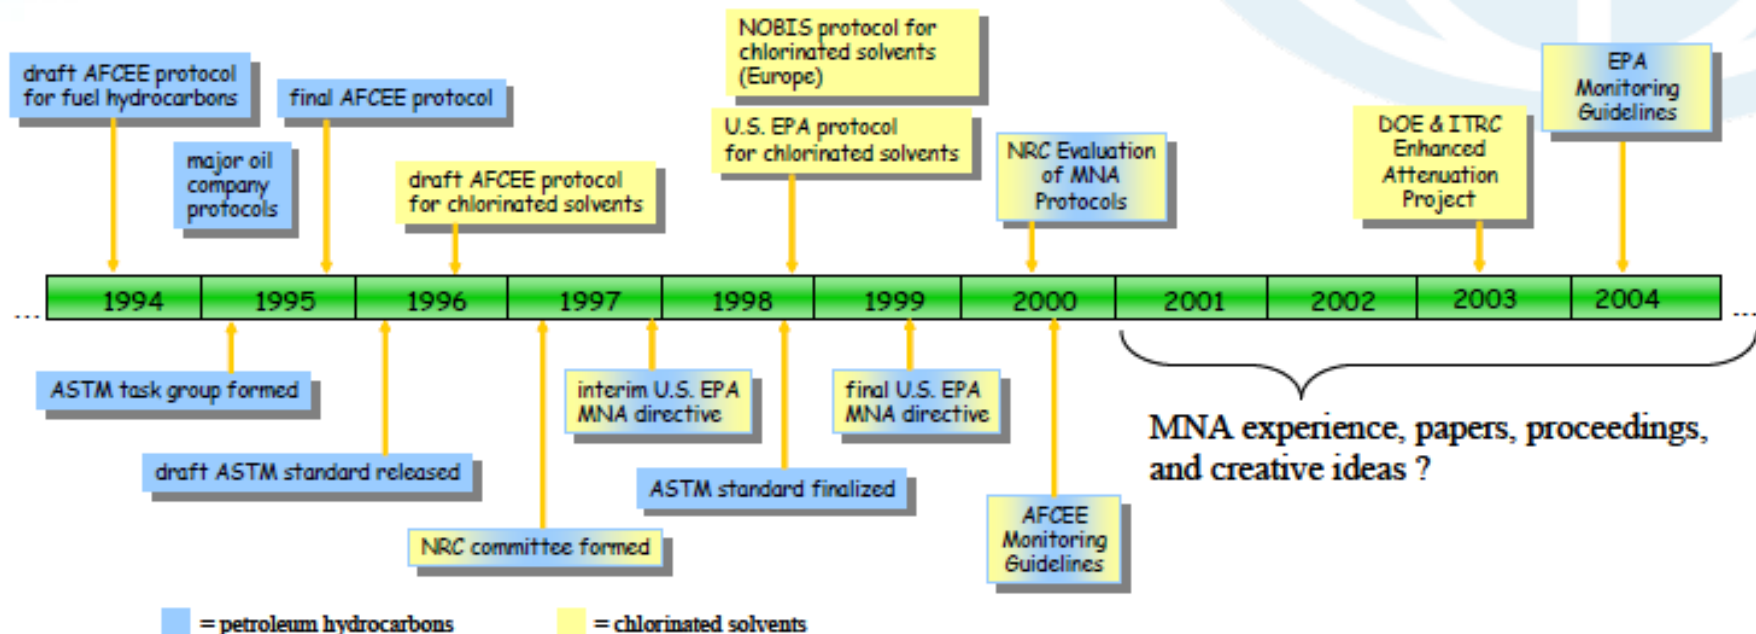 draft AFCEE protocol
for fuel hydrocarbons
major oil
company
protocols
final AFCEE protocol
draft AFCEE protocol
for chlorinated solvents
NOBIS protocol for
chlorinated solvents
(Europe)
U.S. EPA protocol
for chlorinated solvents
NRC Evaluation
of MNA
Protocols
DOE & ITRC
Enhanced
Attenuation
Project
EPA
Monitoring
Guidelines
... 1994 1995 1996 1997 1998 1999 2000 2001 2002 2003 2004 ...
ASTM task group formed
draft ASTM standard released
NRC committee formed
interim U.S. EPA
MNA directive
ASTM standard finalized
final U.S. EPA
MNA directive
AFCEE
Monitoring
Guidelines
MNA experience, papers, proceedings,
and creative ideas ?
= petroleum hydrocarbons
= chlorinated solvents